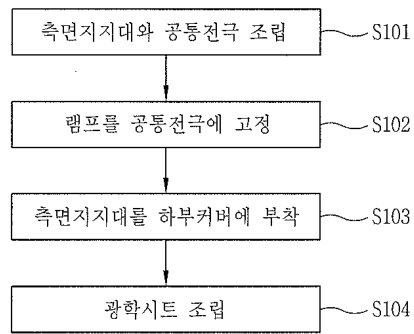 측면지지대와 공통전극 조립
S101
램프를 공통전극에 고정
S102
측면지지대를 하부커버에 부착
S103
광학시트 조립
S104